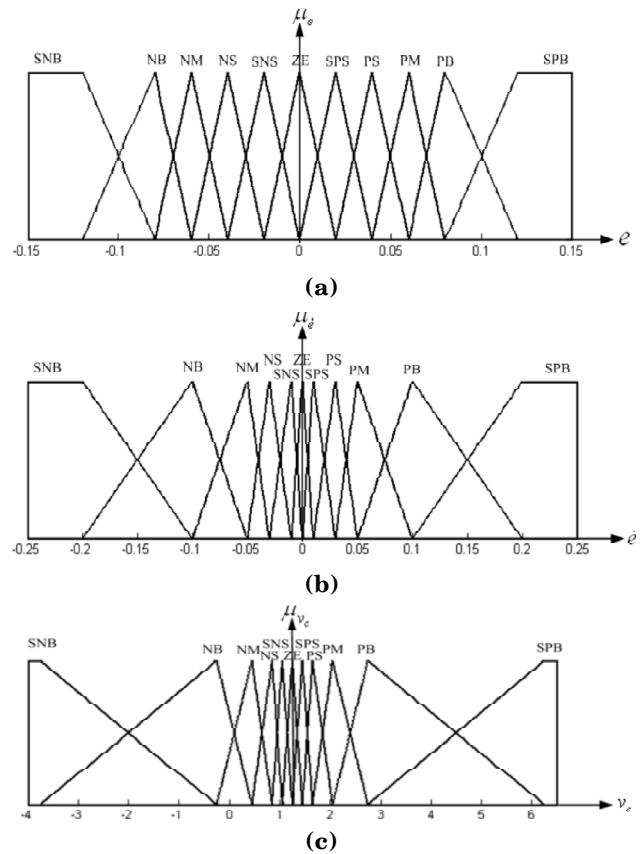 μₑ
SNB NB NM NS SNS ZE SPS PS PM PB SPB
-0.15 -0.1 -0.05 0 0.05 0.1 0.15 e
(a)
μ_ė
NS ZE PS
SNB NB NM SNS SPS PM PB SPB
-0.25 -0.2 -0.15 -0.1 -0.05 0 0.05 0.1 0.15 0.2 0.25 ė
(b)
μ_vₑ
SNS SPS
SNB NB NM NS ZE PS PM PB SPB
-4 -3 -2 -1 0 1 2 3 4 5 6 vₑ
(c)